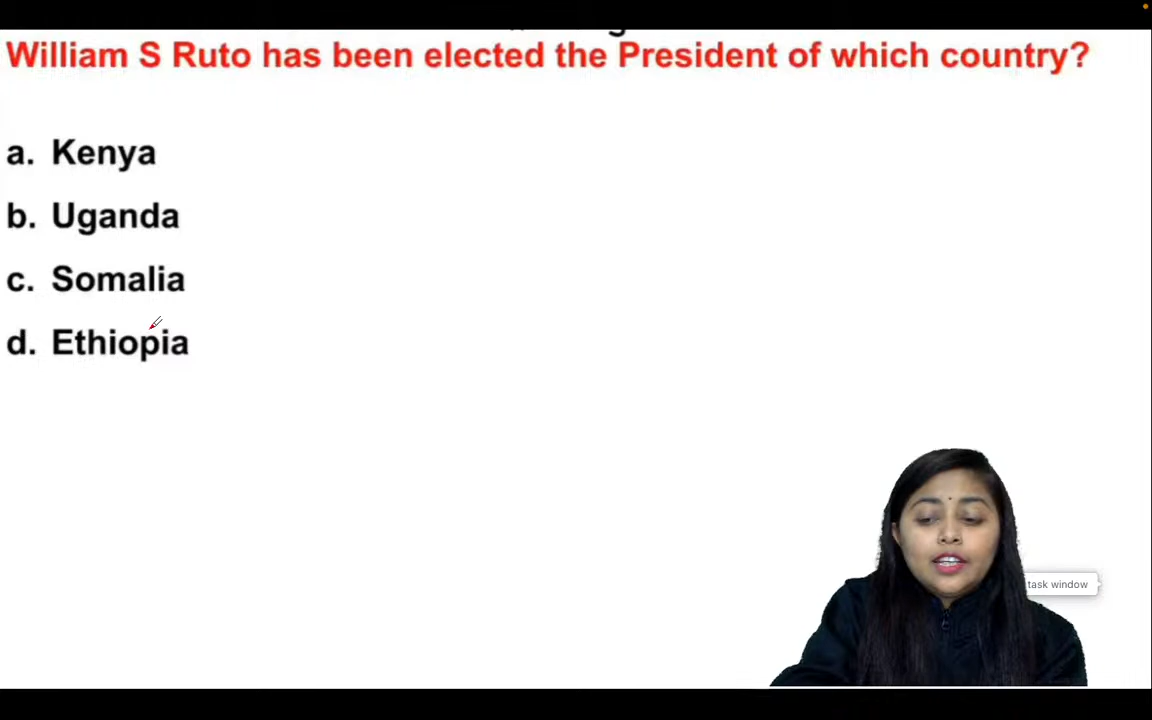 William S Ruto has been elected the President of which country?
a. Kenya
b. Uganda
c. Somalia
d. Ethiopia
task window